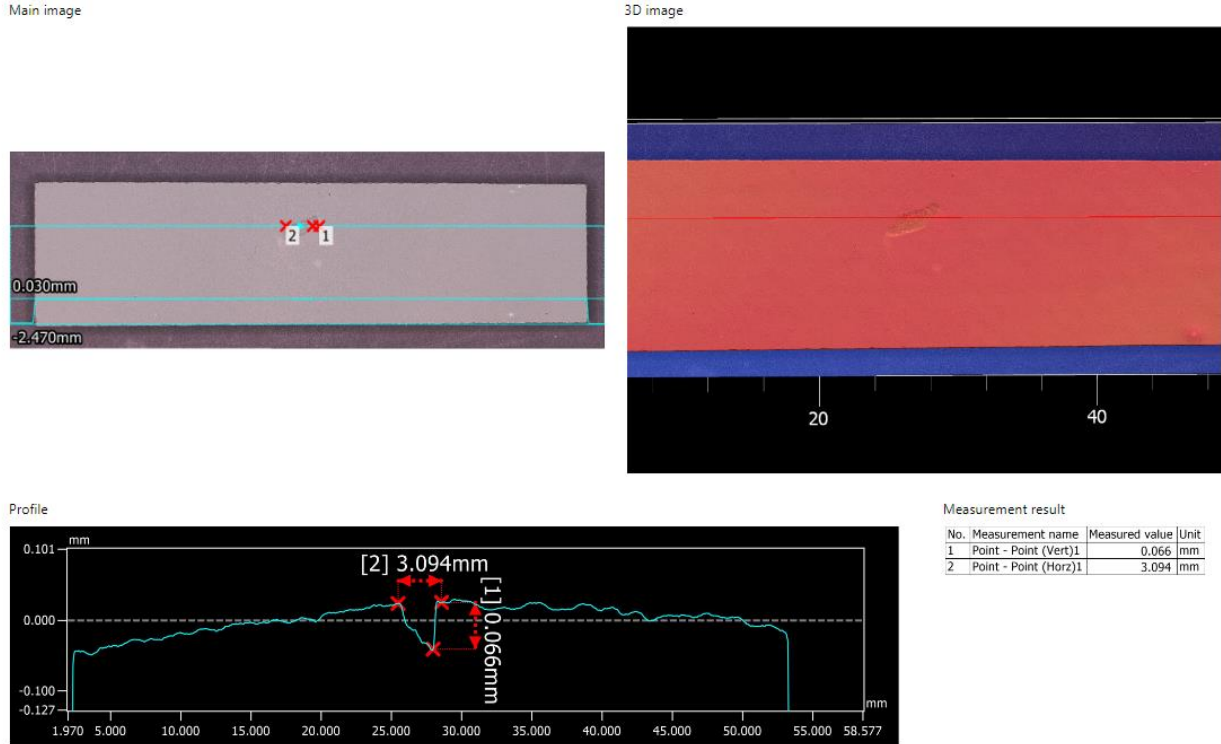 Main image
3D image
2
1
0.030mm
-2.470mm
20
40
Profile
Measurement result
mm
0.101
0.000
-0.100
-0.127
[2] 3.094mm
[1] 0.066mm
mm
1.970 5.000 10.000 15.000 20.000 25.000 30.000 35.000 40.000 45.000 50.000 55.000 58.577
No. Measurement name Measured value Unit
1 Point - Point (Vert)1 0.066 mm
2 Point - Point (Horz)1 3.094 mm